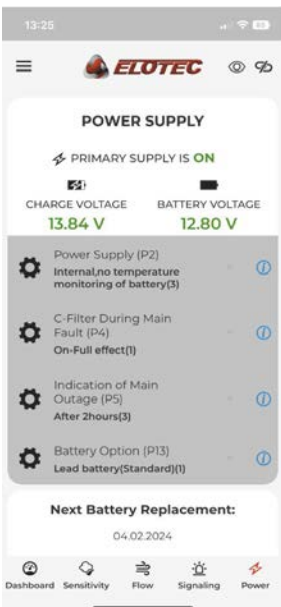 13:25
ELOTEC
POWER SUPPLY
PRIMARY SUPPLY IS ON
CHARGE VOLTAGE
BATTERY VOLTAGE
13.84 V
12.80 V
Power Supply (P2)
Internal,no temperature
monitoring of battery(3)
C-Filter During Main
Fault (P4)
On-Full effect(1)
Indication of Main
Outage (P5)
After 2hours(3)
Battery Option (P13)
Lead battery(Standard)(1)
Next Battery Replacement:
04.02.2024
Dashboard Sensitivity Flow Signaling Power